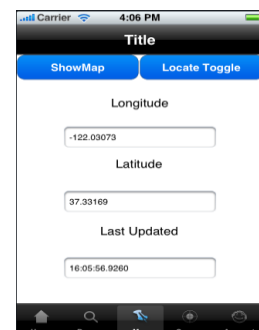 Carrier 4:06 PM
Title
ShowMap Locate Toggle
Longitude
-122.03073
Latitude
37.33169
Last Updated
16:05:56.9260